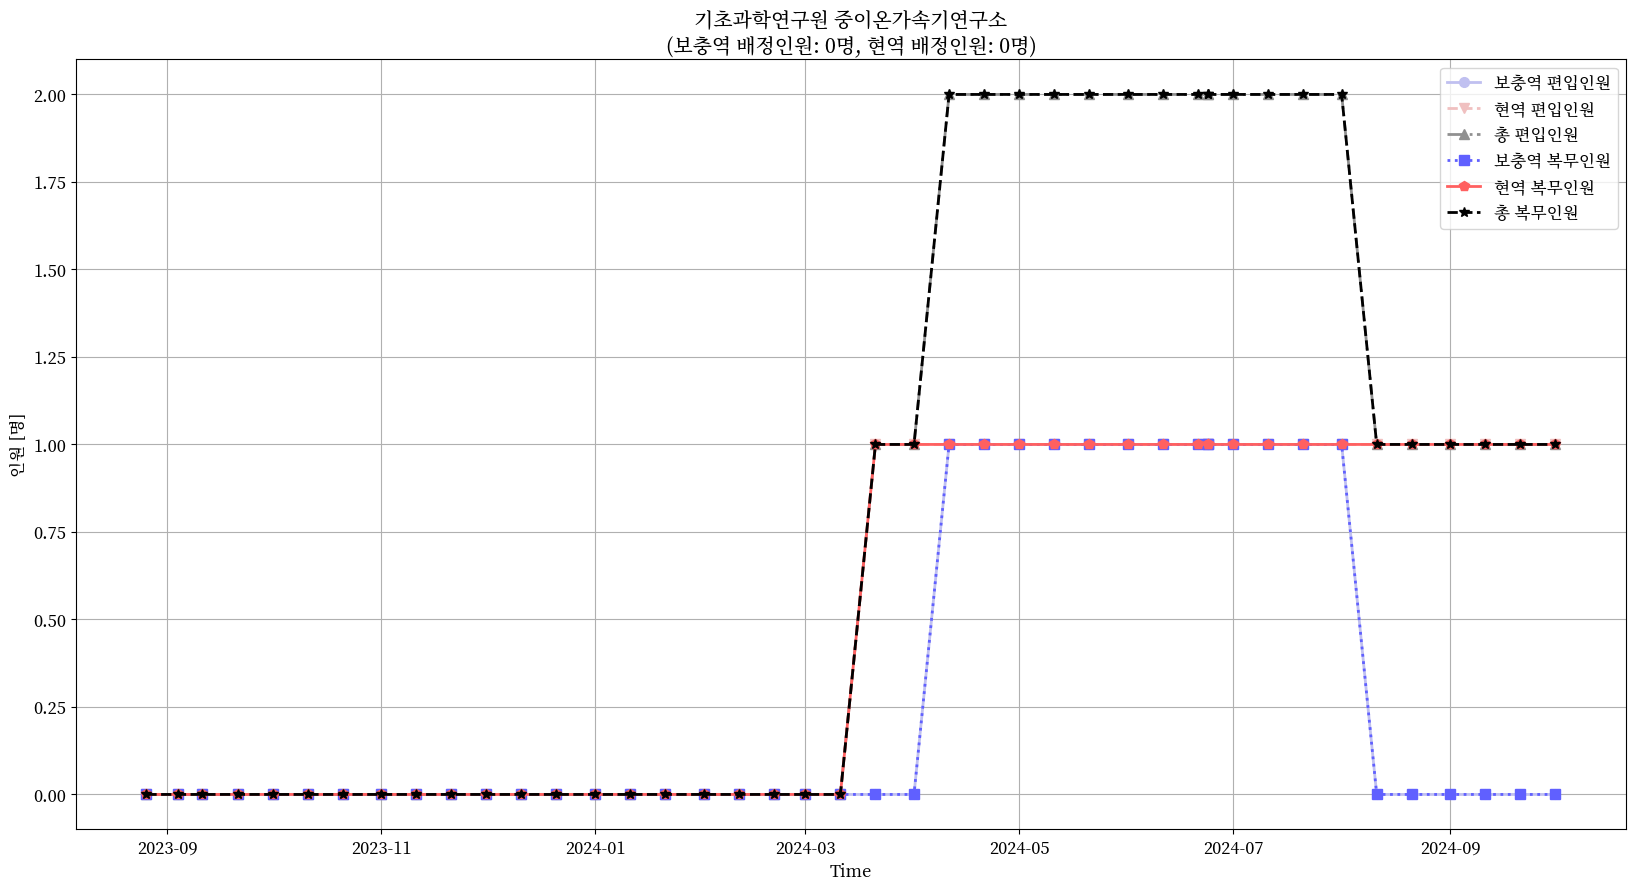 기초과학연구원 중이온가속기연구소
(보충역 배정인원: 0명, 현역 배정인원: 0명)
보충역 편입인원
현역 편입인원
총 편입인원
보충역 복무인원
현역 복무인원
총 복무인원
인원 [명]
2.00
1.75
1.50
1.25
1.00
0.75
0.50
0.25
0.00
2023-09
2023-11
2024-01
2024-03
2024-05
2024-07
2024-09
Time